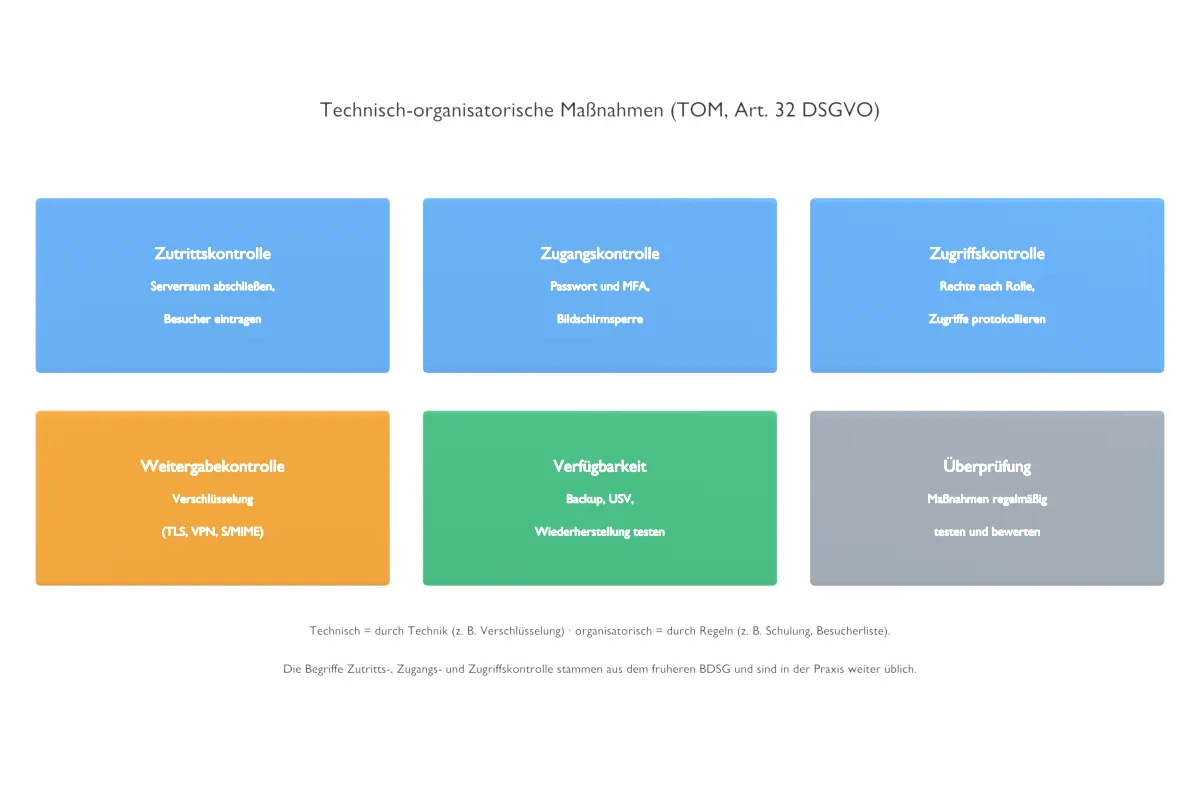 Technisch-organisatorische Maßnahmen (TOM, Art. 32 DSGVO)
Zutrittskontrolle
Serverraum abschließen,
Besucher eintragen
Zugangskontrolle
Passwort und MFA,
Bildschirmsperre
Zugriffskontrolle
Rechte nach Rolle,
Zugriffe protokollieren
Weitergabekontrolle
Verschlüsselung
(TLS, VPN, S/MIME)
Verfügbarkeit
Backup, USV,
Wiederherstellung testen
Überprüfung
Maßnahmen regelmäßig
testen und bewerten
Technisch = durch Technik (z. B. Verschlüsselung) · organisatorisch = durch Regeln (z. B. Schulung, Besucherliste).
Die Begriffe Zutritts-, Zugangs- und Zugriffskontrolle stammen aus dem früheren BDSG und sind in der Praxis weiter üblich.